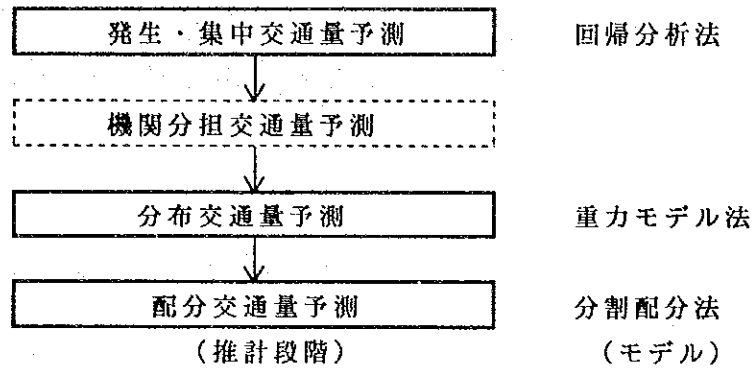 発生・集中交通量予測 回帰分析法
機関分担交通量予測
分布交通量予測 重力モデル法
配分交通量予測 分割配分法
(推計段階) (モデル)